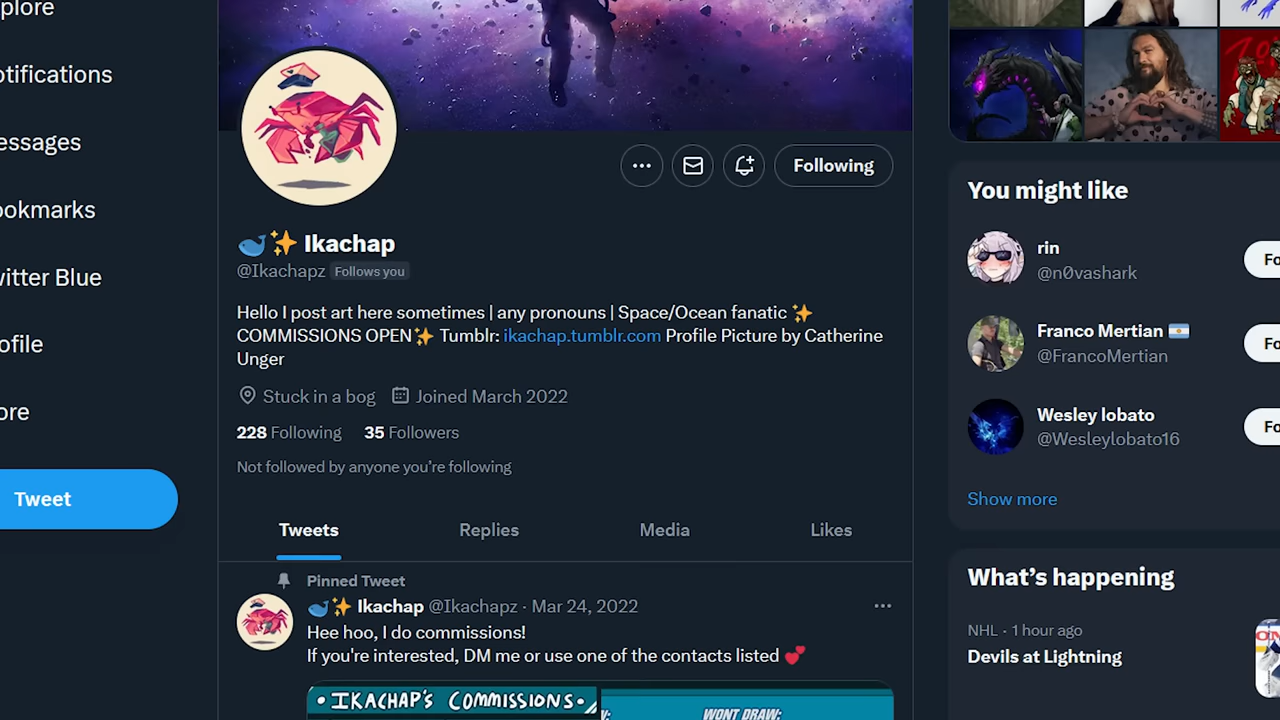 plore
otifications
essages
ookmarks
witter Blue
ofile
ore
Tweet
Following
Ikachap
@Ikachapz Follows you
Hello I post art here sometimes | any pronouns | Space/Ocean fanatic ✨
COMMISSIONS OPEN✨ Tumblr: ikachap.tumblr.com Profile Picture by Catherine
Unger
Stuck in a bog Joined March 2022
228 Following 35 Followers
Not followed by anyone you’re following
Tweets Replies Media Likes
Pinned Tweet
Ikachap @Ikachapz · Mar 24, 2022
Hee hoo, I do commissions!
If you're interested, DM me or use one of the contacts listed 💕
• IKACHAP'S COMMISSIONS •
W:
WONT DRAW:
You might like
rin
@n0vashark
Fo
Franco Mertian 🇦🇷
@FrancoMertian
Fo
Wesley lobato
@Wesleylobato16
Fo
Show more
What’s happening
NHL · 1 hour ago
Devils at Lightning